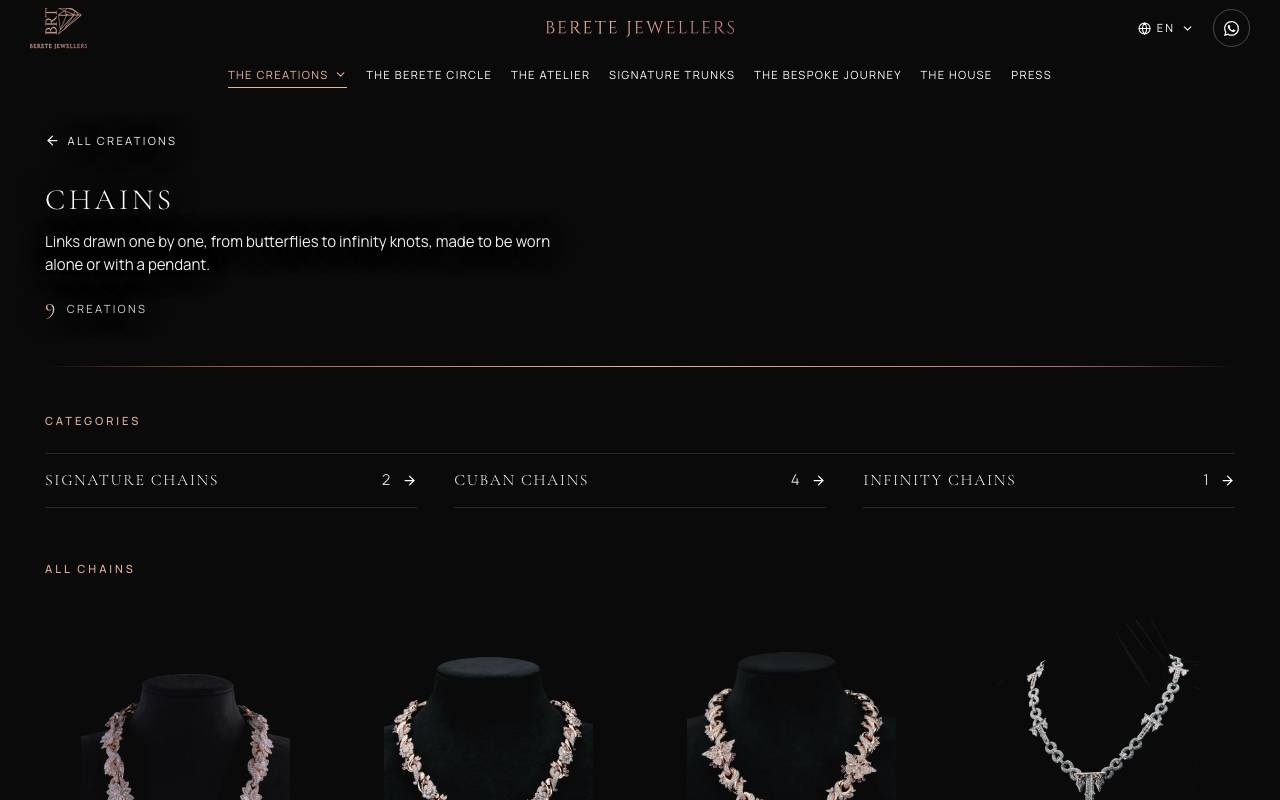 BRT
BERETE JEWELLERS
BERETE JEWELLERS
EN
THE CREATIONS
THE BERETE CIRCLE
THE ATELIER
SIGNATURE TRUNKS
THE BESPOKE JOURNEY
THE HOUSE
PRESS
ALL CREATIONS
CHAINS
Links drawn one by one, from butterflies to infinity knots, made to be worn
alone or with a pendant.
9 CREATIONS
CATEGORIES
SIGNATURE CHAINS 2
CUBAN CHAINS 4
INFINITY CHAINS 1
ALL CHAINS